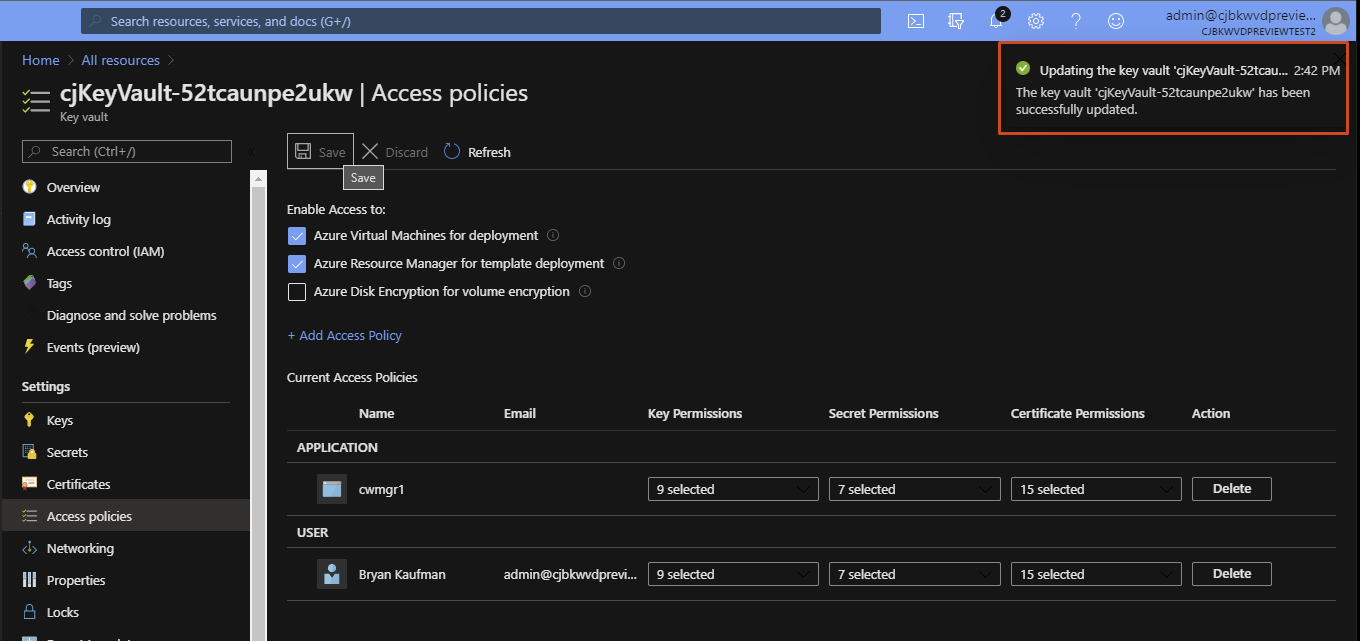 Search resources, services, and docs (G+/)
2
admin@cjbkwvdprevie...
CJBKWVDPREVIEWTEST2
Home > All resources >
cjKeyVault-52tcaunpe2ukw | Access policies
Key vault
Updating the key vault 'cjKeyVault-52tcau... 2:42 PM
The key vault 'cjKeyVault-52tcaunpe2ukw' has been
successfully updated.
Search (Ctrl+/)
Overview
Activity log
Access control (IAM)
Tags
Diagnose and solve problems
Events (preview)
Settings
Keys
Secrets
Certificates
Access policies
Networking
Properties
Locks
Save Discard Refresh
Save
Enable Access to:
Azure Virtual Machines for deployment
Azure Resource Manager for template deployment
Azure Disk Encryption for volume encryption
+ Add Access Policy
Current Access Policies
Name Email Key Permissions Secret Permissions Certificate Permissions Action
APPLICATION
cwmgr1 9 selected 7 selected 15 selected Delete
USER
Bryan Kaufman admin@cjbkwvdprevi... 9 selected 7 selected 15 selected Delete